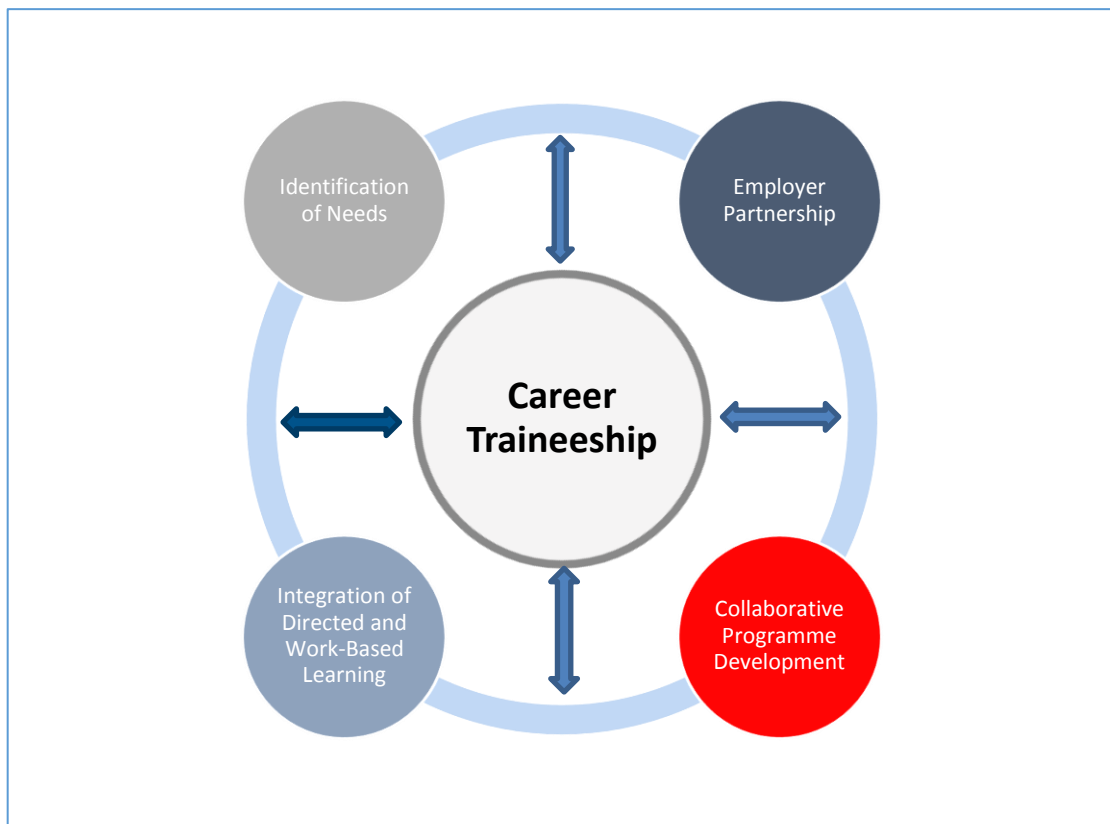 Identification
of Needs
Employer
Partnership
Career
Traineeship
Integration of
Directed and
Work-Based
Learning
Collaborative
Programme
Development